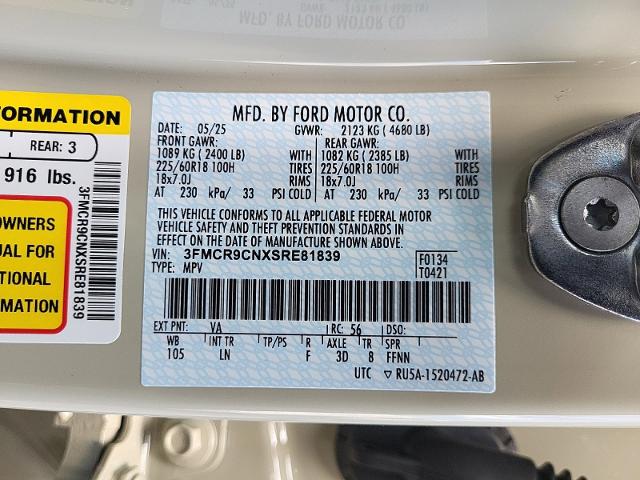 FORMATION
REAR: 3
916 lbs.
OWNERS
UAL FOR
TIONAL
MATION
3FMCR9CNXSRE81839
MFD. BY FORD MOTOR CO.
DATE: 05/25 GVWR: 2123 KG ( 4680 LB)
FRONT GAWR: REAR GAWR:
1089 KG ( 2400 LB) WITH 1082 KG ( 2385 LB) WITH
225/60R18 100H TIRES 225/60R18 100H TIRES
18x7.0J RIMS 18x7.0J RIMS
AT 230 kPa/ 33 PSI COLD AT 230 kPa/ 33 PSI COLD
THIS VEHICLE CONFORMS TO ALL APPLICABLE FEDERAL MOTOR
VEHICLE SAFETY AND THEFT PREVENTION STANDARDS IN
EFFECT ON THE DATE OF MANUFACTURE SHOWN ABOVE.
VIN: 3FMCR9CNXSRE81839 F0134
TYPE: MPV T0421
EXT PNT: VA RC: 56 DSO:
WB INT TR TP/PS R AXLE TR SPR
105 LN F 3D 8 FFNN
UTC RU5A-1520472-AB